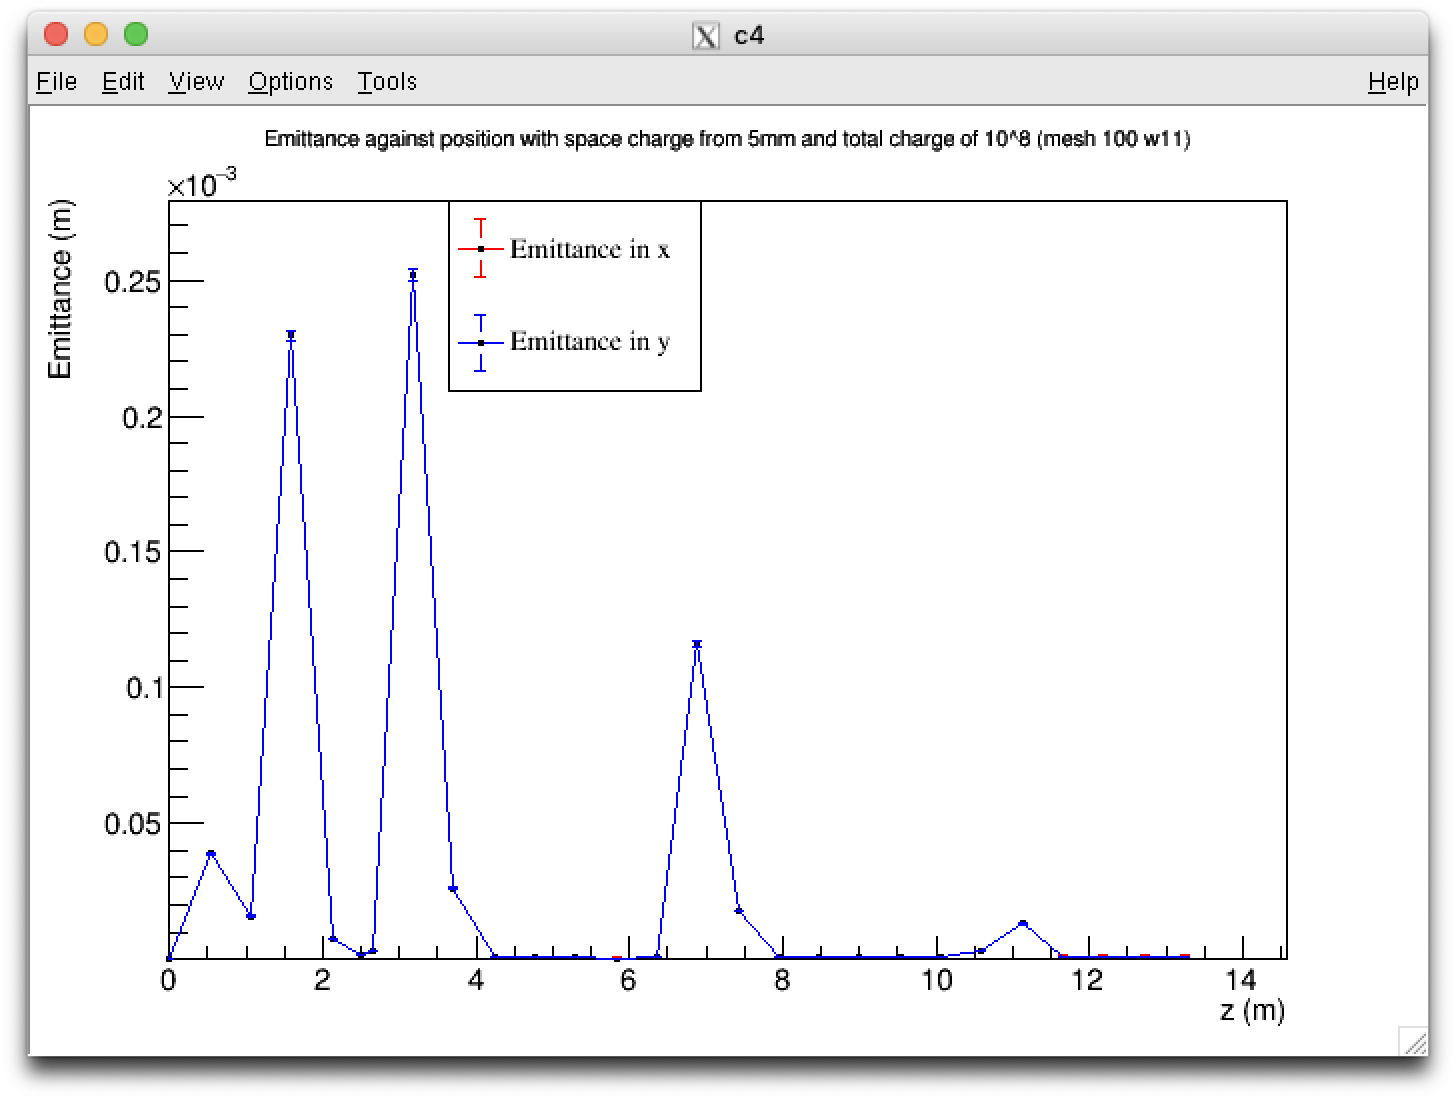 c4
File Edit View Options Tools Help
Emittance against position with space charge from 5mm and total charge of 10^8 (mesh 100 w11)
×10⁻³
Emittance (m)
0.25
0.2
0.15
0.1
0.05
Emittance in x
Emittance in y
0 2 4 6 8 10 12 14
z (m)